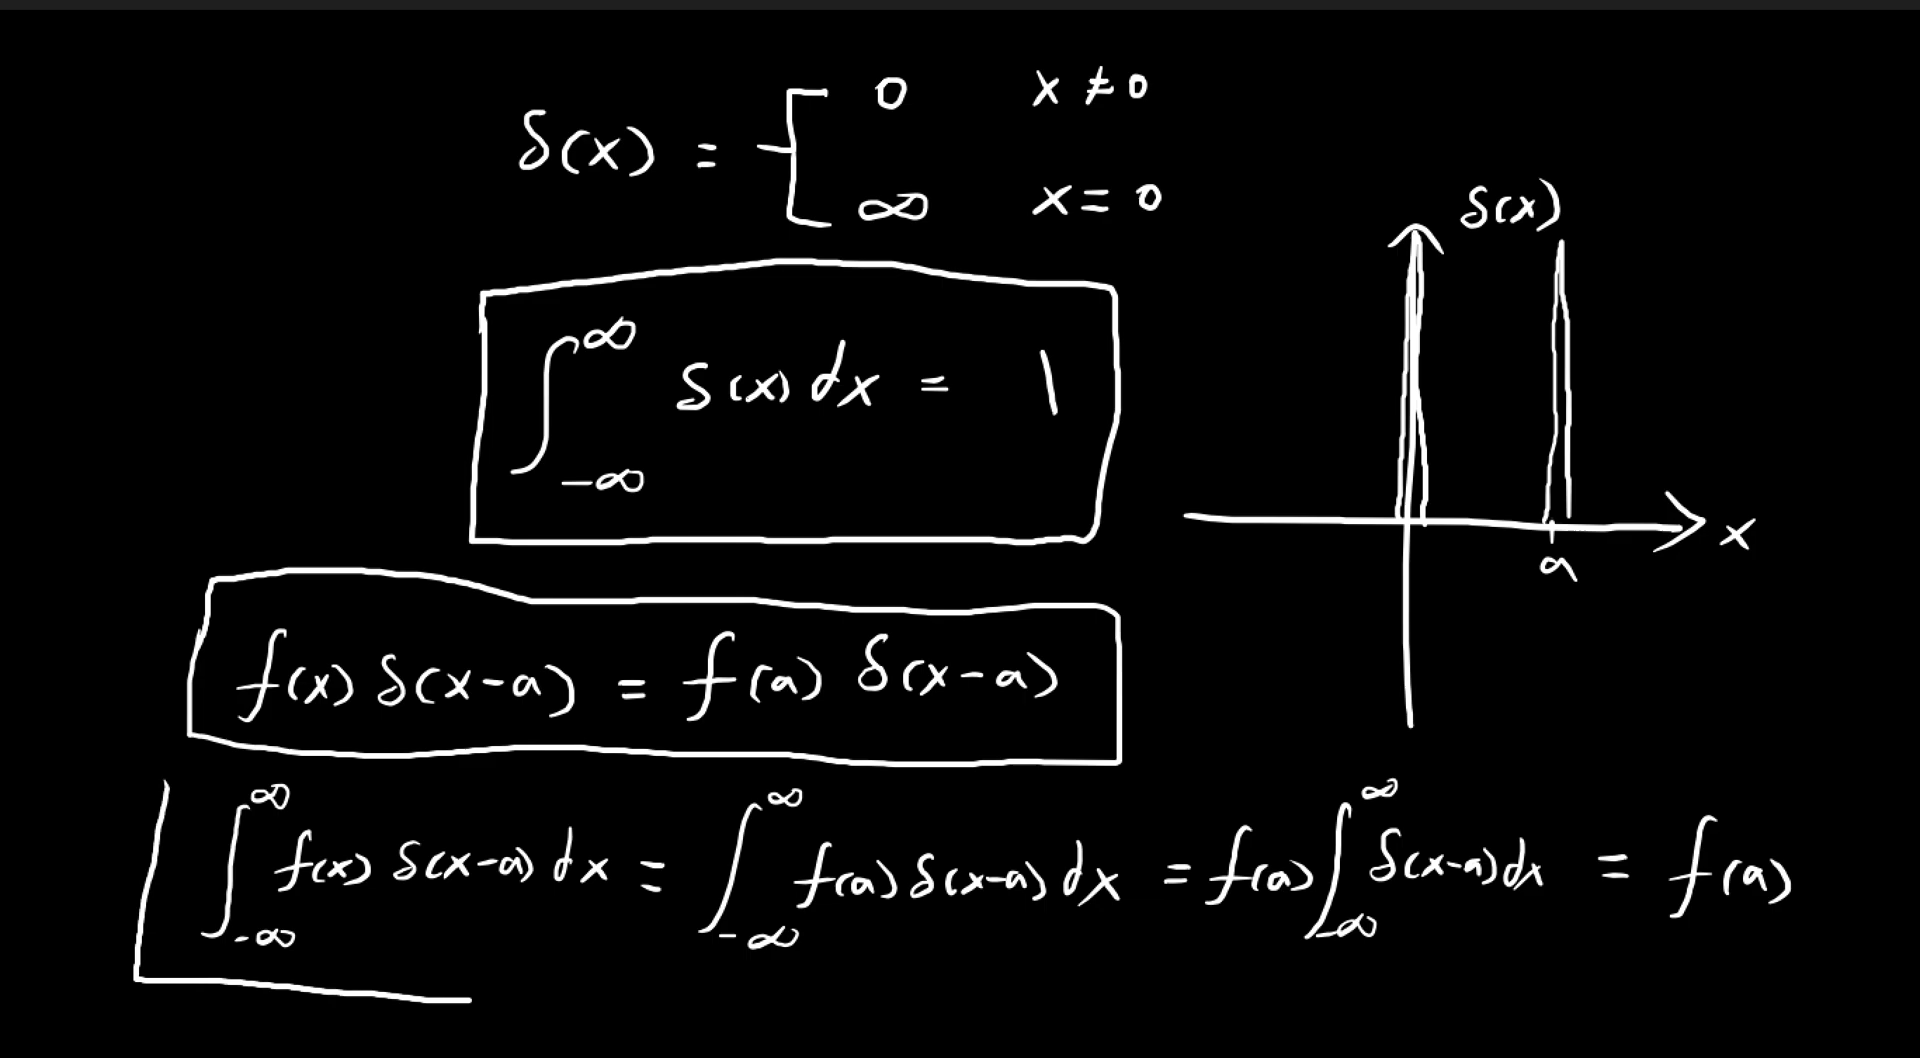 δ(x) = { 0 x ≠ 0
∞ x = 0
∫_{-∞}^{∞} δ(x) dx = 1
f(x) δ(x-a) = f(a) δ(x-a)
∫_{-∞}^{∞} f(x) δ(x-a) dx = ∫_{-∞}^{∞} f(a) δ(x-a) dx = f(a) ∫_{-∞}^{∞} δ(x-a) dx = f(a)
δ(x)
x
a